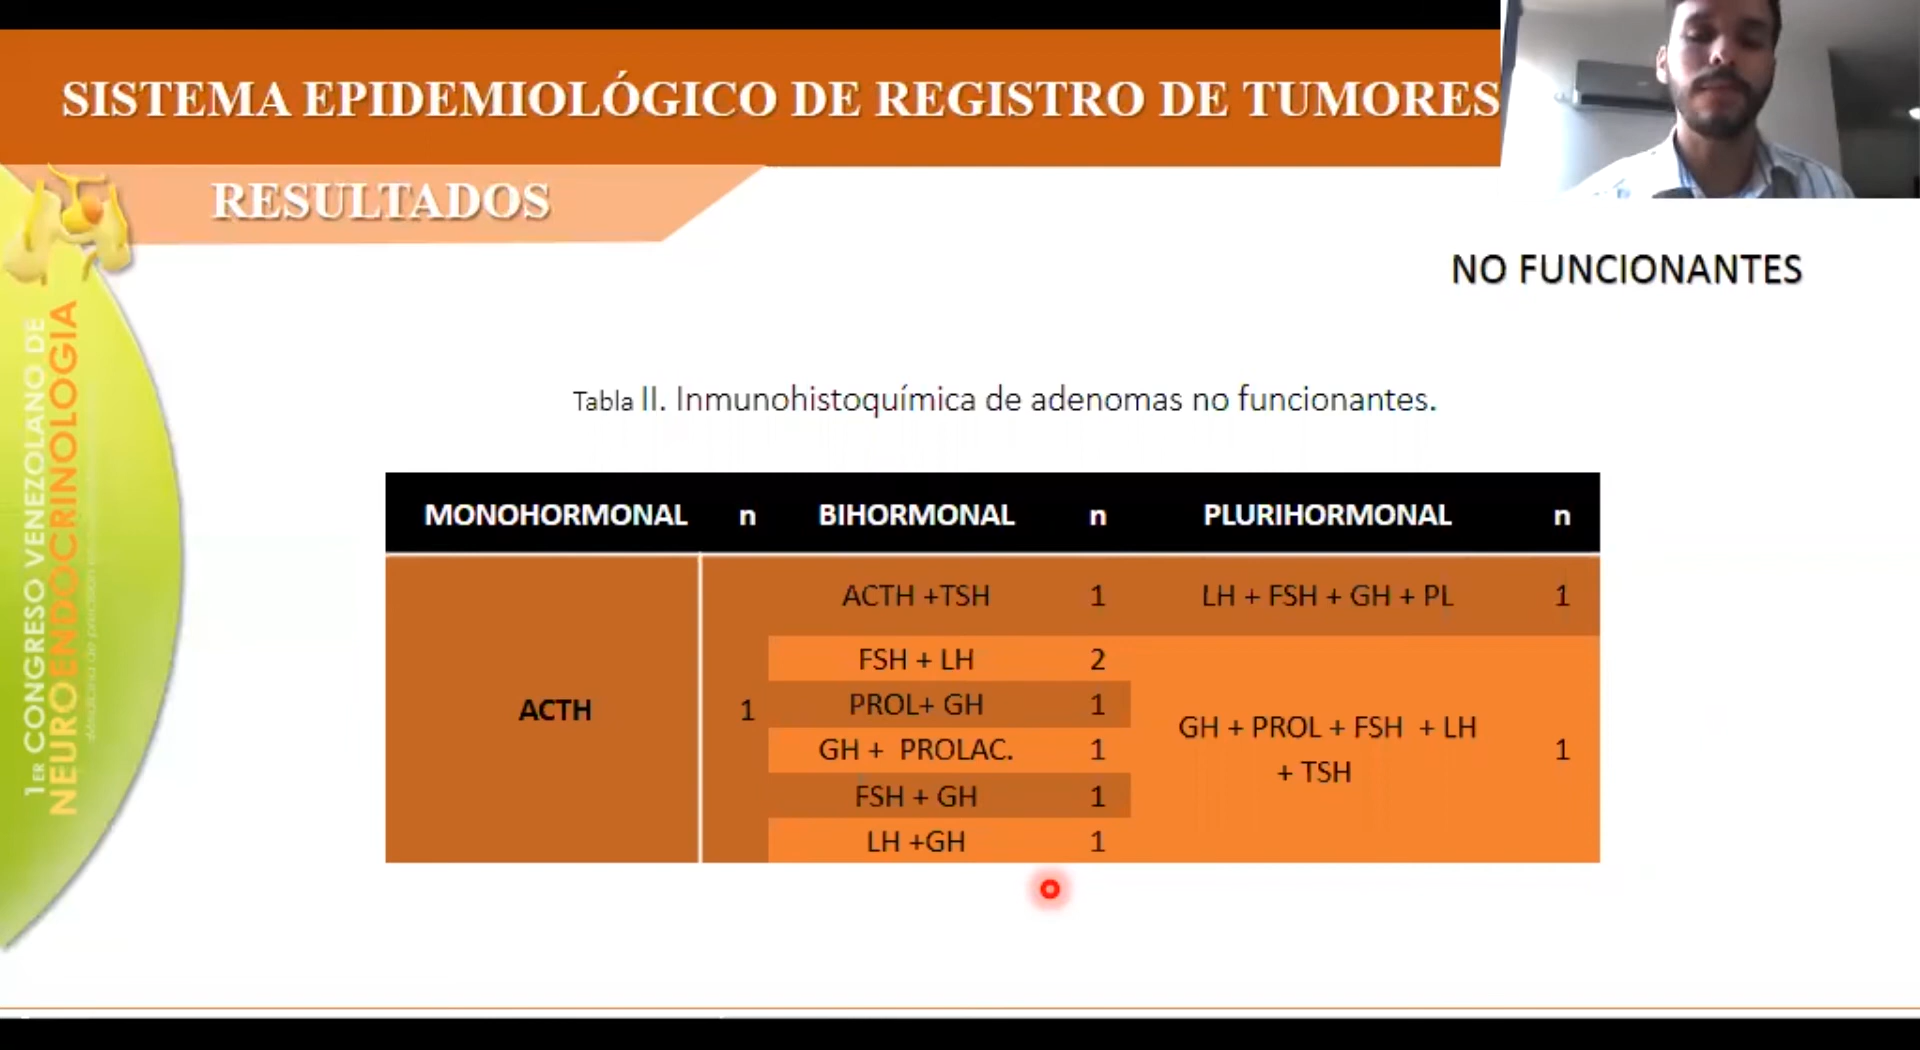 SISTEMA EPIDEMIOLÓGICO DE REGISTRO DE TUMORES
RESULTADOS
NO FUNCIONANTES
1ER CONGRESO VENEZOLANO DE
NEUROENDOCRINOLOGIA
Tabla II. Inmunohistoquímica de adenomas no funcionantes.
MONOHORMONAL n BIHORMONAL n PLURIHORMONAL n
ACTH +TSH 1 LH + FSH + GH + PL 1
FSH + LH 2
ACTH 1 PROL+ GH 1 GH + PROL + FSH + LH
GH + PROLAC. 1 + TSH 1
FSH + GH 1
LH +GH 1